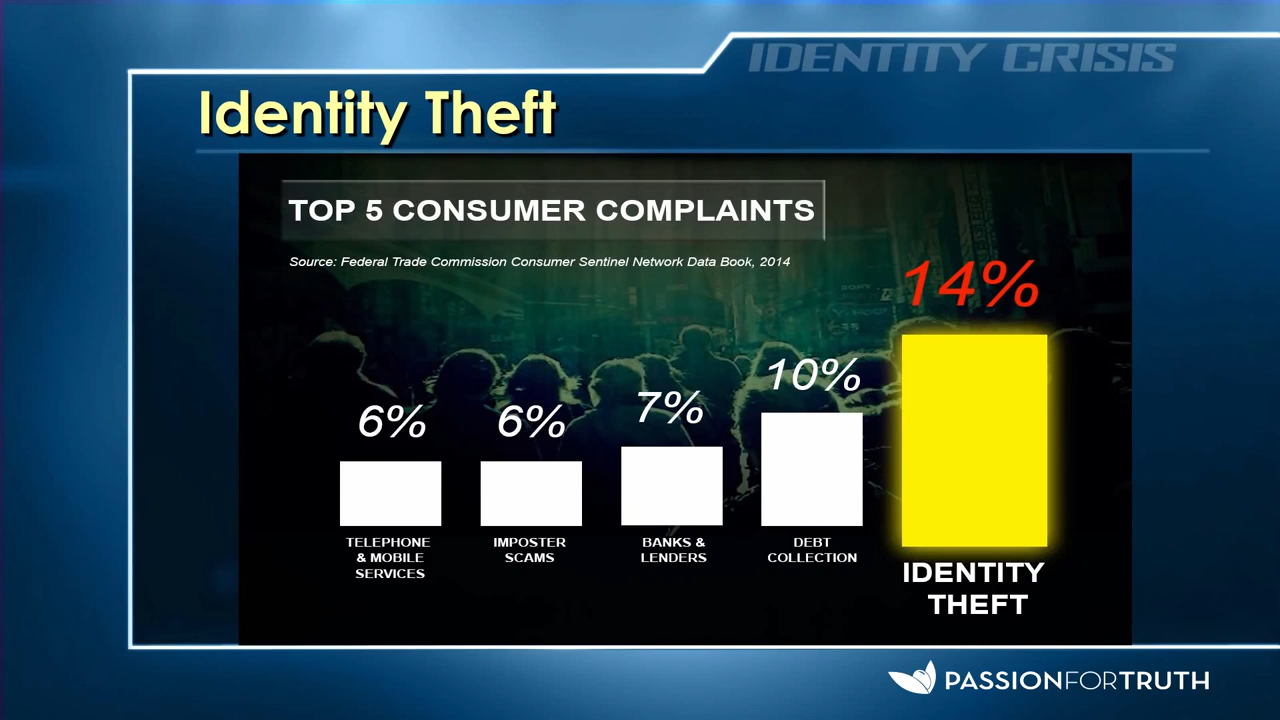 IDENTITY CRISIS
Identity Theft
TOP 5 CONSUMER COMPLAINTS
Source: Federal Trade Commission Consumer Sentinel Network Data Book, 2014
14%
10%
7%
6%
6%
TELEPHONE
& MOBILE
SERVICES
IMPOSTER
SCAMS
BANKS &
LENDERS
DEBT
COLLECTION
IDENTITY
THEFT
PASSIONFORTRUTH